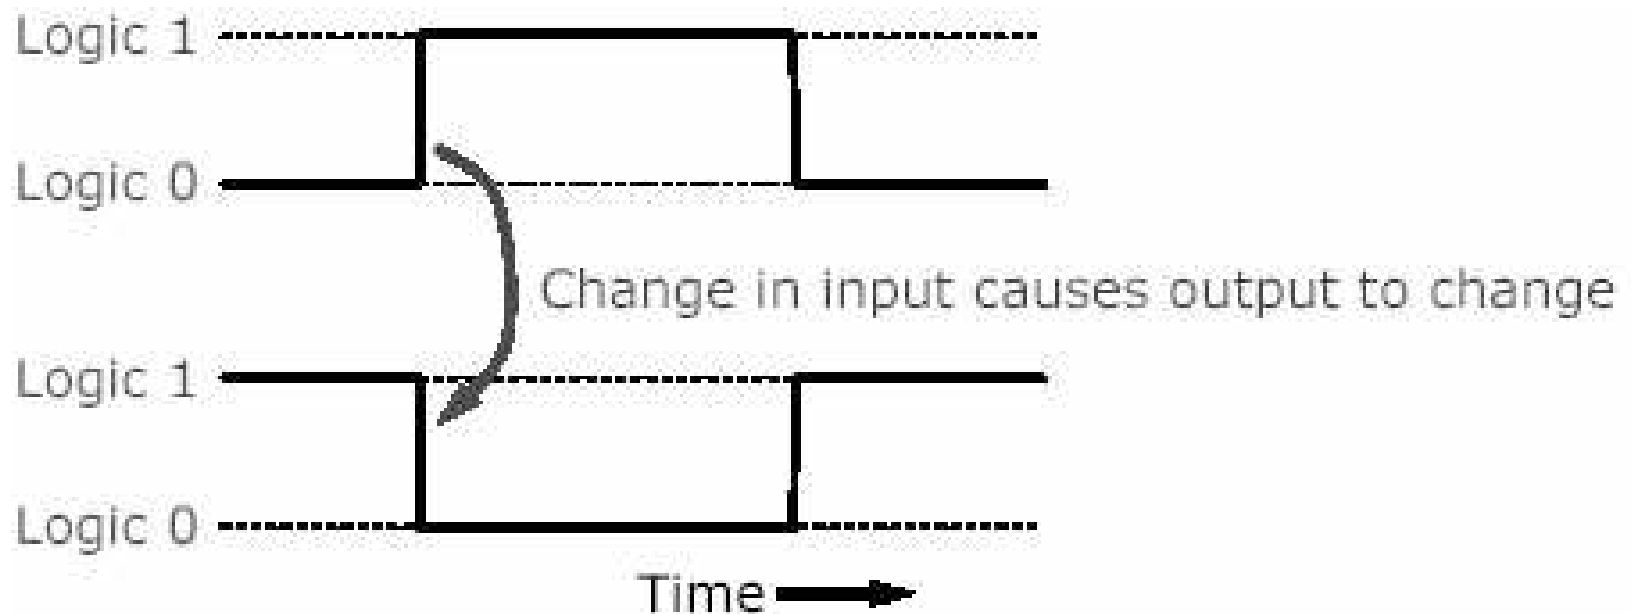 Logic 1
Logic 0
Change in input causes output to change
Logic 1
Logic 0
Time